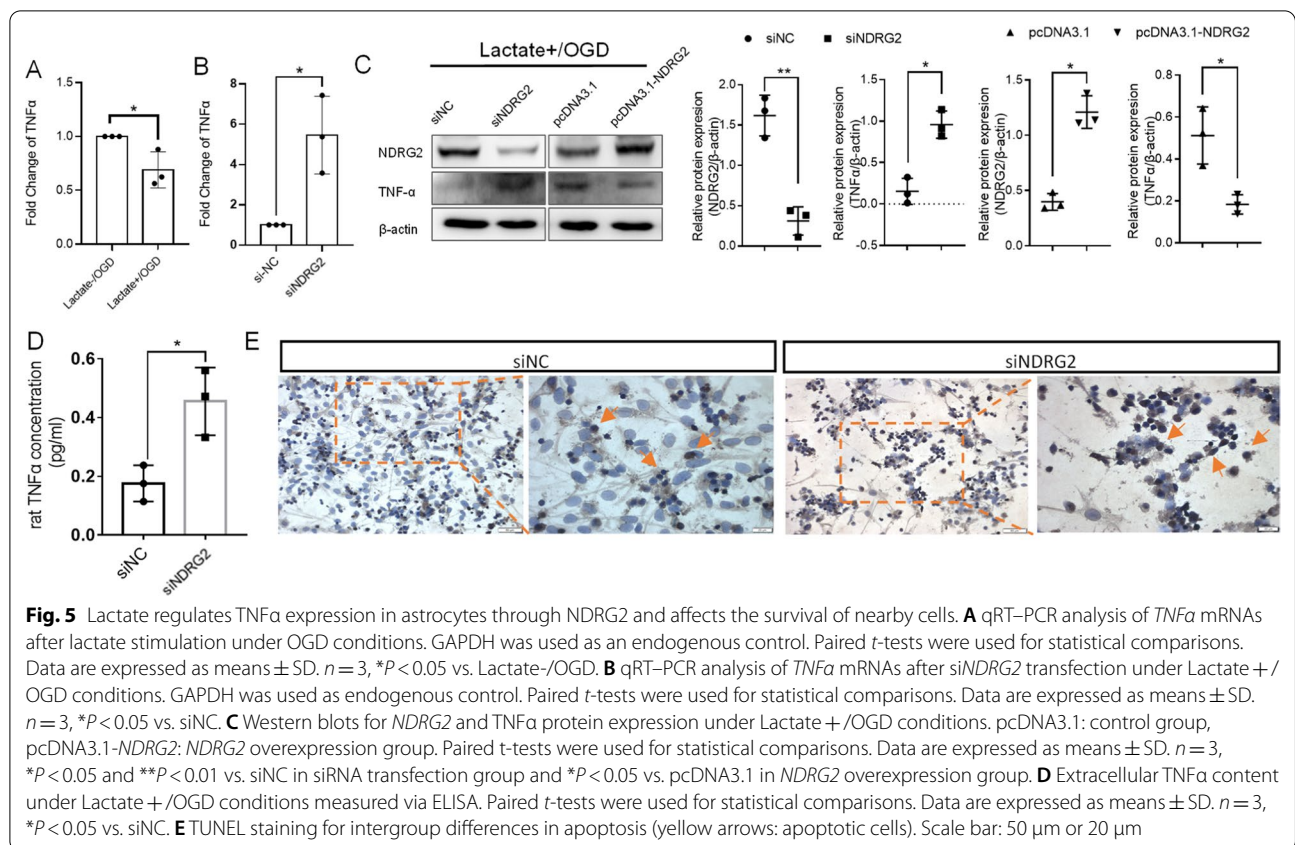 A
Fold Change of TNFα
1.5
1.0
0.5
0.0
*
Lactate-/OGD
Lactate+/OGD
B
Fold Change of TNFα
8
6
4
2
0
*
si-NC
siNDRG2
C
Lactate+/OGD
siNC
siNDRG2
pcDNA3.1
pcDNA3.1-NDRG2
NDRG2
TNF-α
β-actin
siNC
siNDRG2
pcDNA3.1
pcDNA3.1-NDRG2
Relative protein expression
(NDRG2/β-actin)
2.0
1.5
1.0
0.5
0.0
**
Relative protein expresion
(TNFα/β-actin)
1.5
1.0
0.5
0.0
-0.5
*
Relative protein expresion
(NDRG2/β-actin)
1.5
1.0
0.5
0.0
*
Relative protein expresion
(TNFα/β-actin)
0.8
0.6
0.4
0.2
0.0
*
D
rat TNFα concentration
(pg/ml)
0.6
0.4
0.2
0.0
*
siNC
siNDRG2
E
siNC
siNDRG2
Fig. 5 Lactate regulates TNFα expression in astrocytes through NDRG2 and affects the survival of nearby cells. A qRT–PCR analysis of TNFα mRNAs
after lactate stimulation under OGD conditions. GAPDH was used as an endogenous control. Paired t-tests were used for statistical comparisons.
Data are expressed as means ± SD. n = 3, *P < 0.05 vs. Lactate-/OGD. B qRT–PCR analysis of TNFα mRNAs after siNDRG2 transfection under Lactate + /
OGD conditions. GAPDH was used as endogenous control. Paired t-tests were used for statistical comparisons. Data are expressed as means ± SD.
n = 3, *P < 0.05 vs. siNC. C Western blots for NDRG2 and TNFα protein expression under Lactate + /OGD conditions. pcDNA3.1: control group,
pcDNA3.1-NDRG2: NDRG2 overexpression group. Paired t-tests were used for statistical comparisons. Data are expressed as means ± SD. n = 3,
*P < 0.05 and **P < 0.01 vs. siNC in siRNA transfection group and *P < 0.05 vs. pcDNA3.1 in NDRG2 overexpression group. D Extracellular TNFα content
under Lactate + /OGD conditions measured via ELISA. Paired t-tests were used for statistical comparisons. Data are expressed as means ± SD. n = 3,
*P < 0.05 vs. siNC. E TUNEL staining for intergroup differences in apoptosis (yellow arrows: apoptotic cells). Scale bar: 50 μm or 20 μm